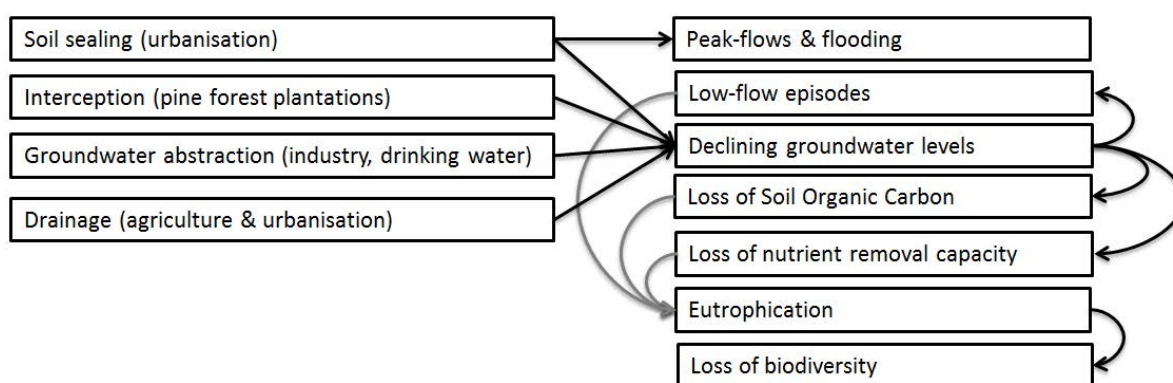 Soil sealing (urbanisation)
Interception (pine forest plantations)
Groundwater abstraction (industry, drinking water)
Drainage (agriculture & urbanisation)
Peak-flows & flooding
Low-flow episodes
Declining groundwater levels
Loss of Soil Organic Carbon
Loss of nutrient removal capacity
Eutrophication
Loss of biodiversity